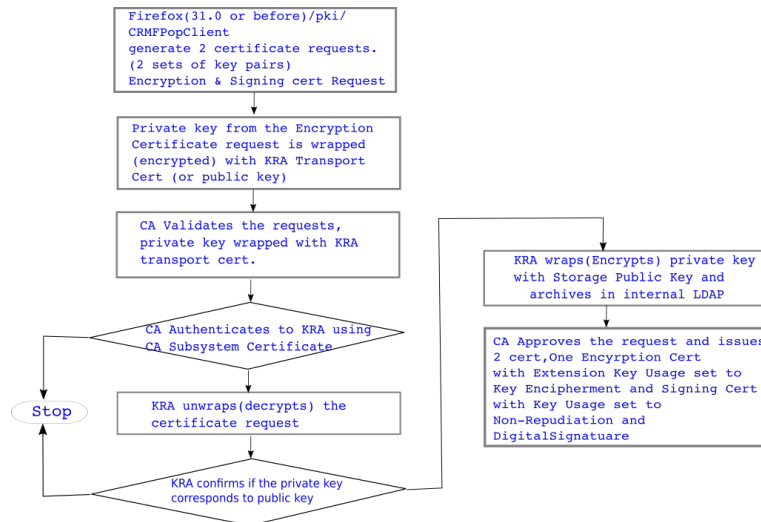 Firefox(31.0 or before)/pki/
CRMFPopClient
generate 2 certificate requests.
(2 sets of key pairs)
Encryption & Signing cert Request
Private key from the Encryption
Certificate request is wrapped
(encrypted) with KRA Transport
Cert (or public key)
CA Validates the requests,
private key wrapped with KRA
transport cert.
CA Authenticates to KRA using
CA Subsystem Certificate
Stop
KRA unwraps(decrypts) the
certificate request
KRA confirms if the private key
corresponds to public key
KRA wraps(Encrypts) private key
with Storage Public Key and
archives in internal LDAP
CA Approves the request and issues
2 cert,One Encyrption Cert
with Extension Key Usage set to
Key Encipherment and Signing Cert
with Key Usage set to
Non-Repudiation and
DigitalSignatuare